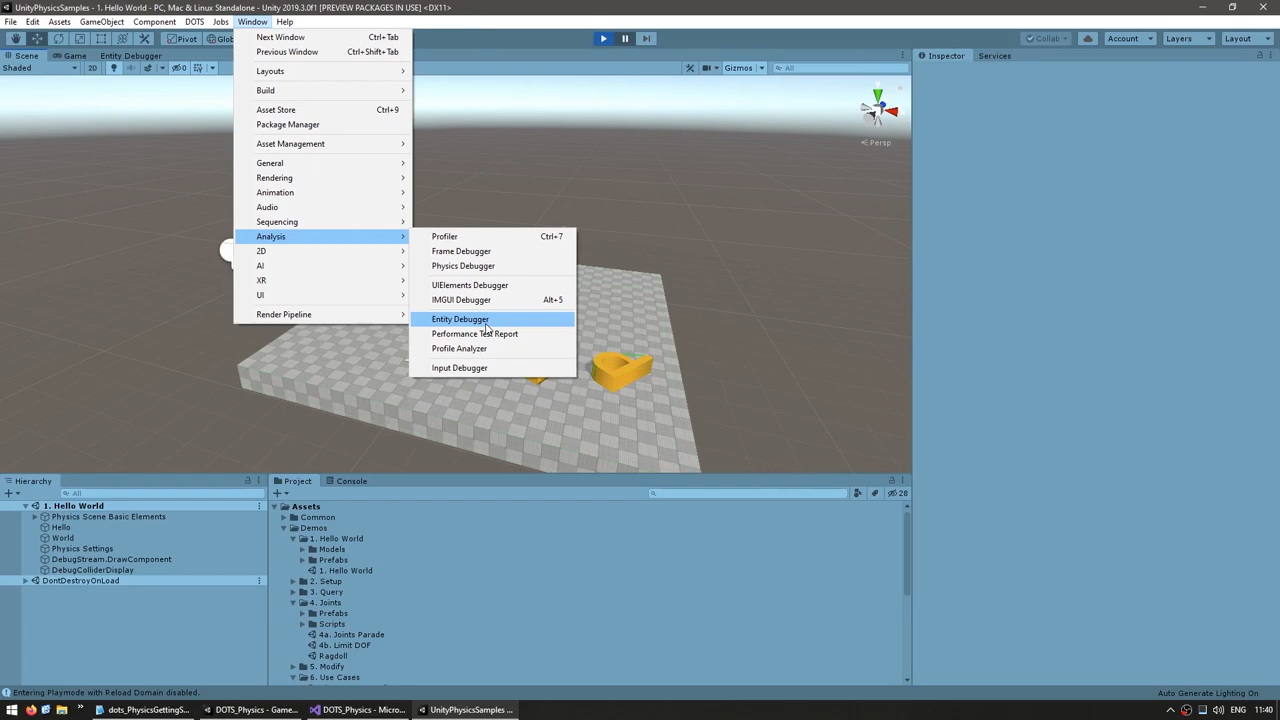 UnityPhysicsSamples - 1. Hello World - PC, Mac & Linux Standalone - Unity 2019.3.0f1 [PREVIEW PACKAGES IN USE] <DX11>
File Edit Assets GameObject Component DOTS Jobs Window Help
Pivot
Collab
Account
Layers
Layout
Scene
Game
Entity Debugger
Inspector
Services
Shaded
2D
0
Gizmos
All
Persp
Next Window Ctrl+Tab
Previous Window Ctrl+Shift+Tab
Layouts
Build
Asset Store Ctrl+9
Package Manager
Asset Management
General
Rendering
Animation
Audio
Sequencing
Analysis
2D
AI
XR
UI
Render Pipeline
Profiler Ctrl+7
Frame Debugger
Physics Debugger
UIElements Debugger
IMGUI Debugger Alt+5
Entity Debugger
Performance Test Report
Profile Analyzer
Input Debugger
Hierarchy
All
1. Hello World
Physics Scene Basic Elements
Hello
World
Physics Settings
DebugStream.DrawComponent
DebugColliderDisplay
DontDestroyOnLoad
Project
Console
28
Assets
Common
Demos
1. Hello World
Models
Prefabs
1. Hello World
2. Setup
3. Query
4. Joints
Prefabs
Scripts
4a. Joints Parade
4b. Limit DOF
Ragdoll
5. Modify
6. Use Cases
Entering Playmode with Reload Domain disabled.
Auto Generate Lighting On
dots_PhysicsGettingS...
DOTS_Physics - Game...
DOTS_Physics - Micro...
UnityPhysicsSamples ...
ENG
11:40